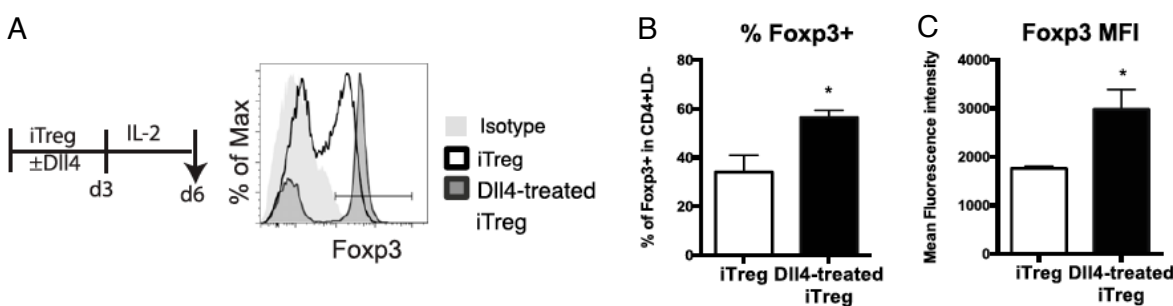 A
iTreg
±Dll4
IL-2
d3
d6
% of Max
Foxp3
Isotype
iTreg
Dll4-treated
iTreg
B
% Foxp3+
% of Foxp3+ in CD4+LD-
80
60
40
20
0
*
iTreg
Dll4-treated
iTreg
C
Foxp3 MFI
Mean Fluorescence intensity
4000
3000
2000
1000
0
*
iTreg
Dll4-treated
iTreg